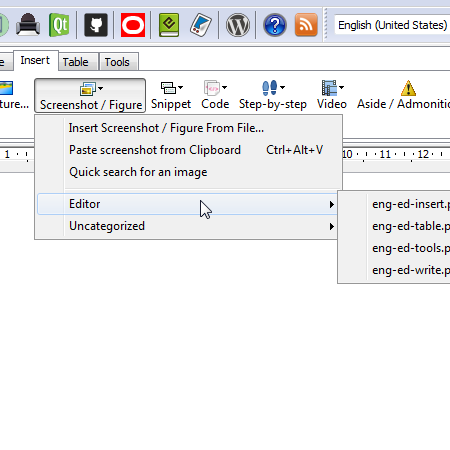 English (United States)
e Insert Table Tools
ture... Screenshot / Figure Snippet Code Step-by-step Video Aside / Admonitio
1 10 11 12
Insert Screenshot / Figure From File...
Paste screenshot from Clipboard Ctrl+Alt+V
Quick search for an image
Editor
Uncategorized
eng-ed-insert.p
eng-ed-table.p
eng-ed-tools.p
eng-ed-write.p